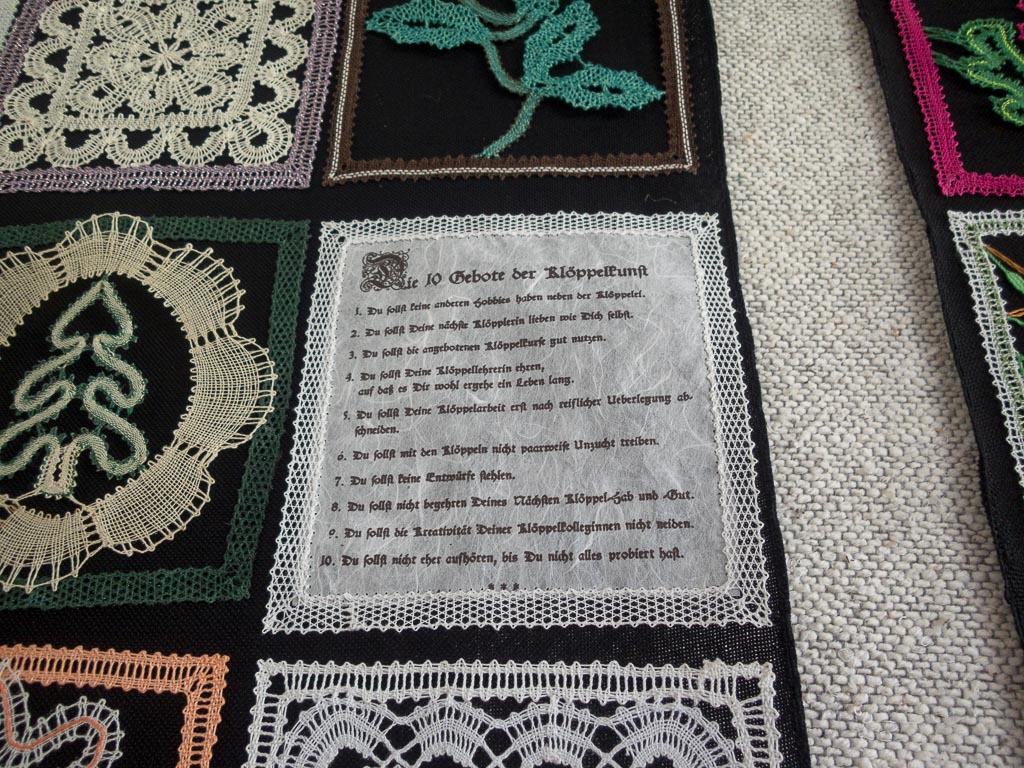 Die 10 Gebote der Klöppelkunst
1. Du sollst keine anderen Hobbies haben neben der Klöppelei.
2. Du sollst Deine nächste Klöpplerin lieben wie Dich selbst.
3. Du sollst die angebotenen Klöppelkurse gut nutzen.
4. Du sollst Deine Klöppellehrerin ehren,
auf daß es Dir wohl ergehe ein Leben lang.
5. Du sollst Deine Klöppelarbeit erst nach reiflicher Ueberlegung ab-
schneiden.
6. Du sollst mit den Klöppeln nicht paarweise Unzucht treiben.
7. Du sollst keine Entwürfe stehlen.
8. Du sollst nicht begehren Deines Nächsten Klöppel-Hab und -Gut.
9. Du sollst die Kreativität Deiner Klöppelkolleginnen nicht neiden.
10. Du sollst nicht eher aufhören, bis Du nicht alles probiert hast.
* * *